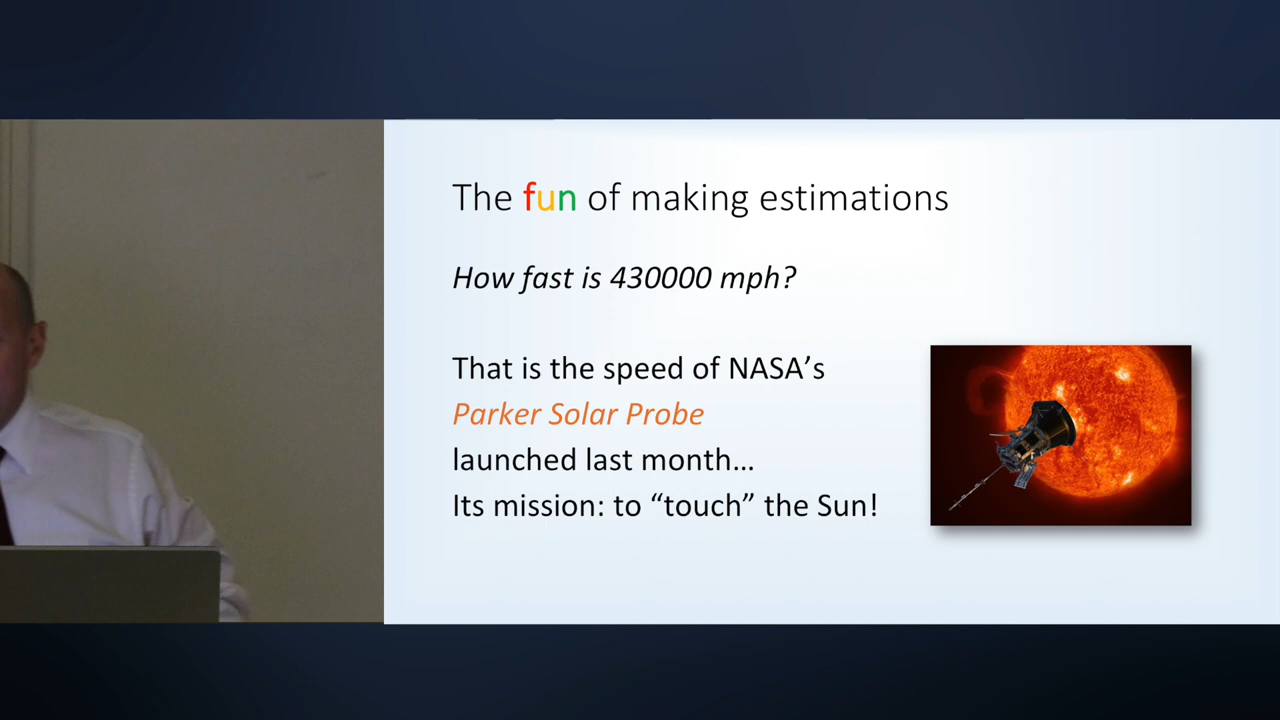 The fun of making estimations
How fast is 430000 mph?
That is the speed of NASA’s
Parker Solar Probe
launched last month…
Its mission: to “touch” the Sun!